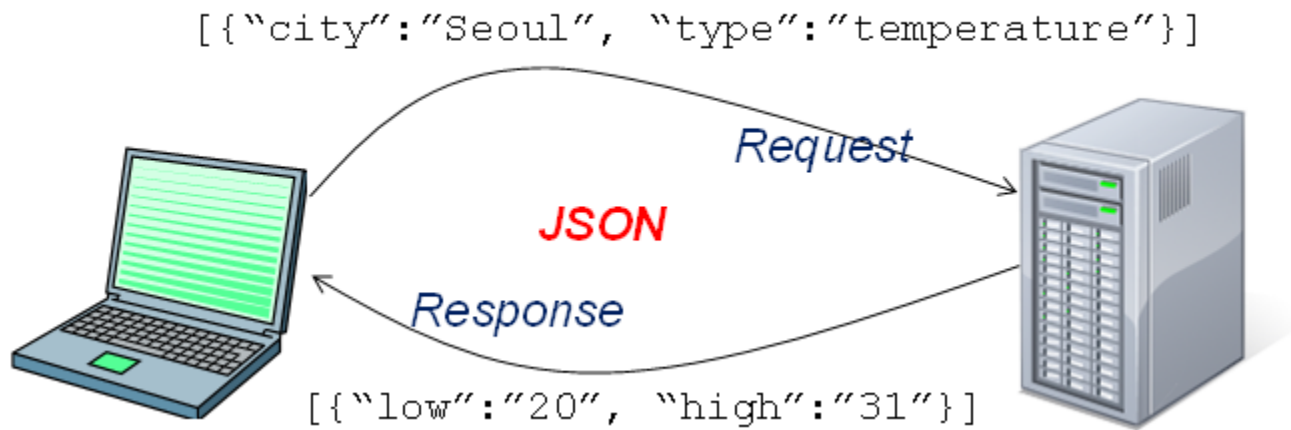 [{“city”:”Seoul”, “type”:”temperature”}]
Request
JSON
Response
[{“low”:”20”, “high”:”31”}]